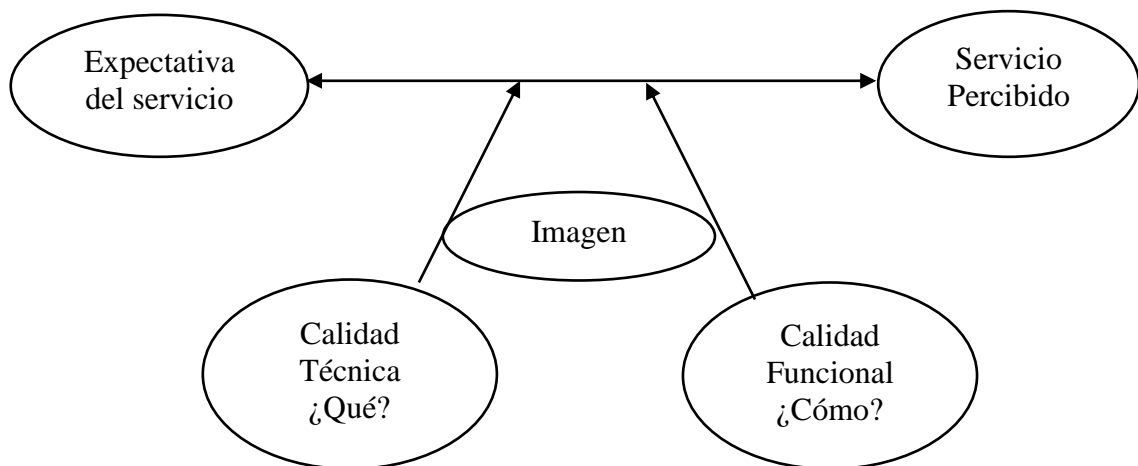 Expectativa
del servicio
Servicio
Percibido
Imagen
Calidad
Técnica
¿Qué?
Calidad
Funcional
¿Cómo?